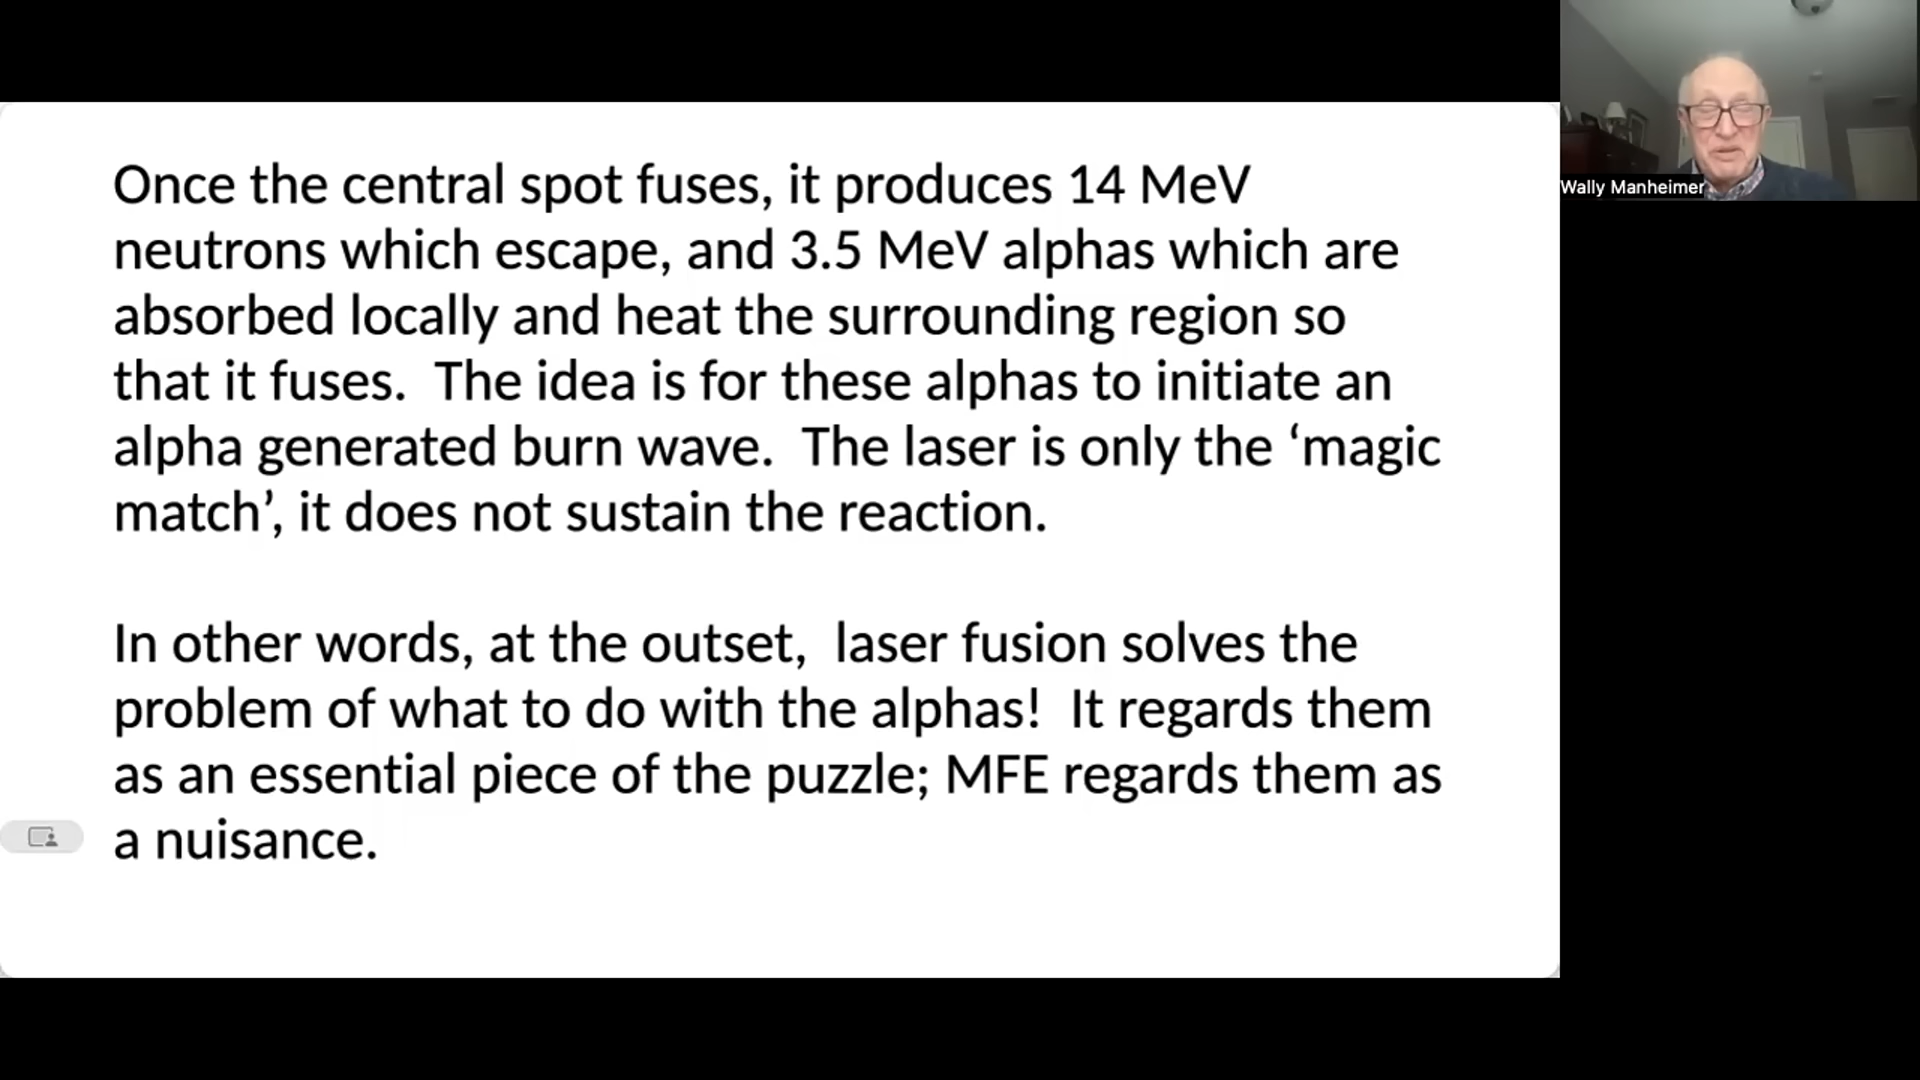 Once the central spot fuses, it produces 14 MeV
neutrons which escape, and 3.5 MeV alphas which are
absorbed locally and heat the surrounding region so
that it fuses.  The idea is for these alphas to initiate an
alpha generated burn wave.  The laser is only the ‘magic
match’, it does not sustain the reaction.
In other words, at the outset,  laser fusion solves the
problem of what to do with the alphas!  It regards them
as an essential piece of the puzzle; MFE regards them as
a nuisance.
Wally Manheimer